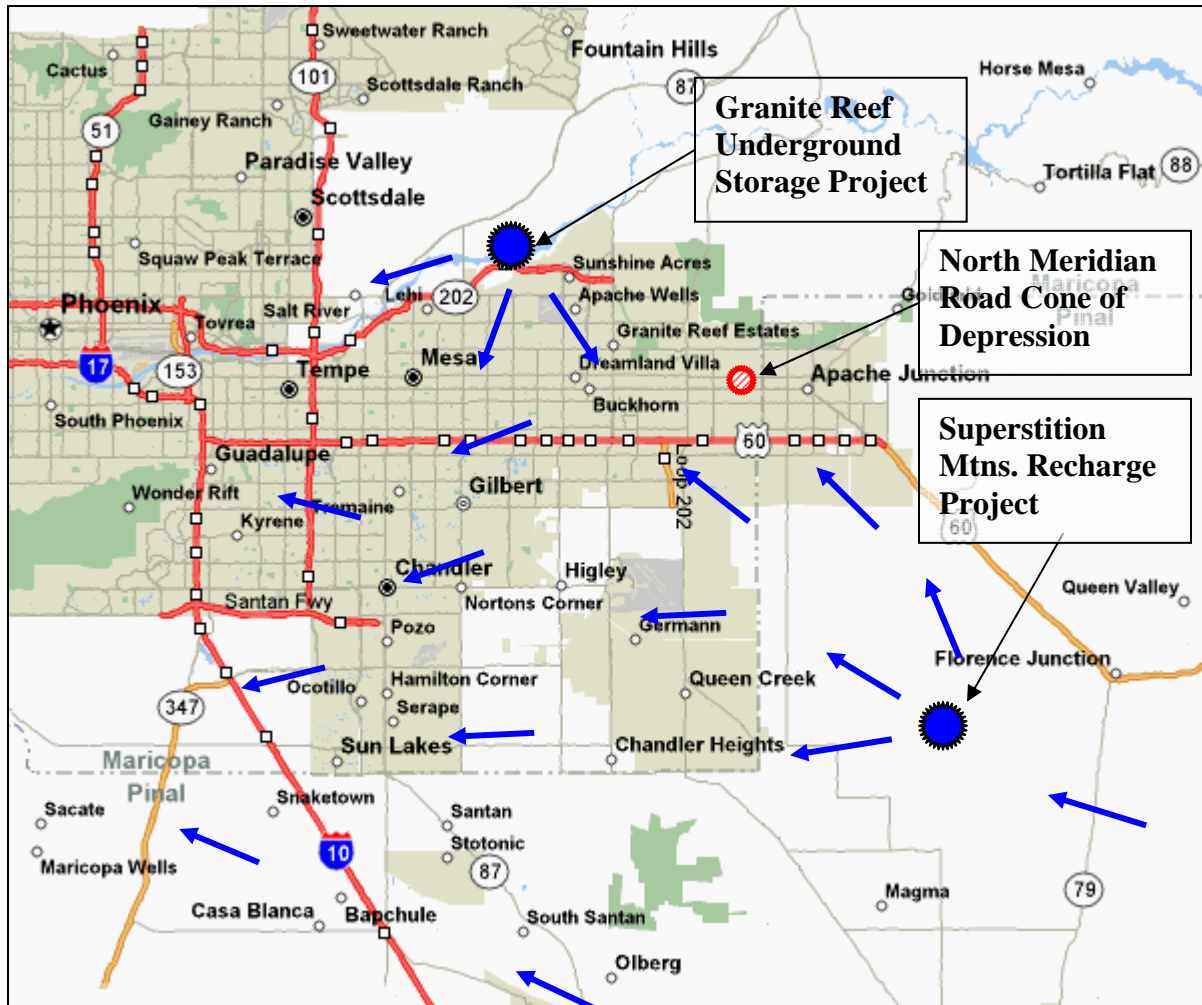 Sweetwater Ranch
Cactus
101
Scottsdale Ranch
Fountain Hills
87
Horse Mesa
Gainey Ranch
51
Paradise Valley
Scottsdale
Granite Reef
Underground
Storage Project
Tortilla Flat
88
Squaw Peak Terrace
Sunshine Acres
North Meridian
Road Cone of
Depression
Maricopa
Pinal
Phoenix
Salt River
Lehi
202
Apache Wells
Tovrea
Granite Reef Estates
17
153
Tempe
Mesa
Dreamland Villa
Buckhorn
Apache Junction
South Phoenix
60
Superstition
Mtns. Recharge
Project
Guadalupe
Loop 202
Wonder Rift
Tremaine
Gilbert
Kyrene
60
Chandler
Higley
Queen Valley
Santan Fwy
Nortons Corner
Pozo
Germann
Florence Junction
347
Ocotillo
Hamilton Corner
Serape
Queen Creek
Sun Lakes
Chandler Heights
Maricopa
Pinal
Sacate
Snaketown
Santan
Maricopa Wells
10
Stotonic
87
79
Magma
Casa Blanca
Bapchule
South Santan
Olberg